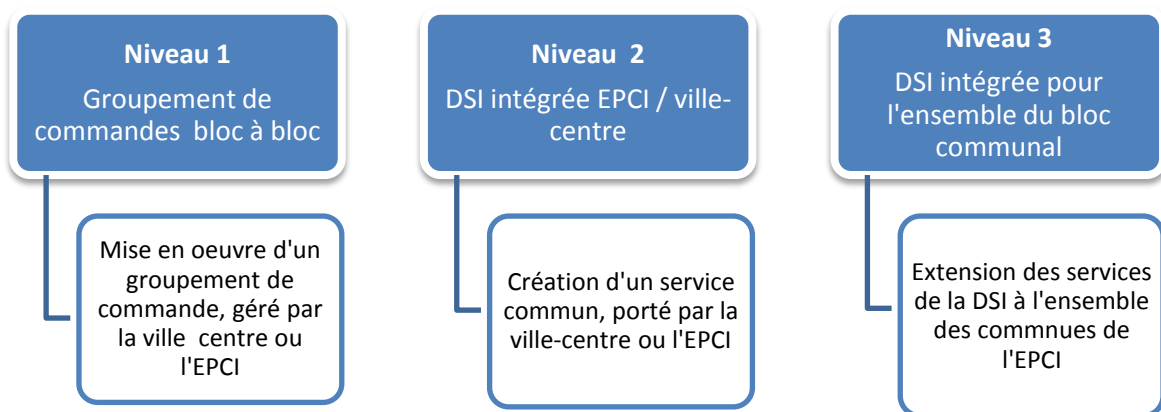 Niveau 1
Groupement de
commandes bloc à bloc
Mise en oeuvre d'un
groupement de
commande, géré par
la ville centre ou
l'EPCI
Niveau 2
DSI intégrée EPCI / ville-
centre
Création d'un service
commun, porté par la
ville-centre ou l'EPCI
Niveau 3
DSI intégrée pour
l'ensemble du bloc
communal
Extension des services
de la DSI à l'ensemble
des commnues de
l'EPCI